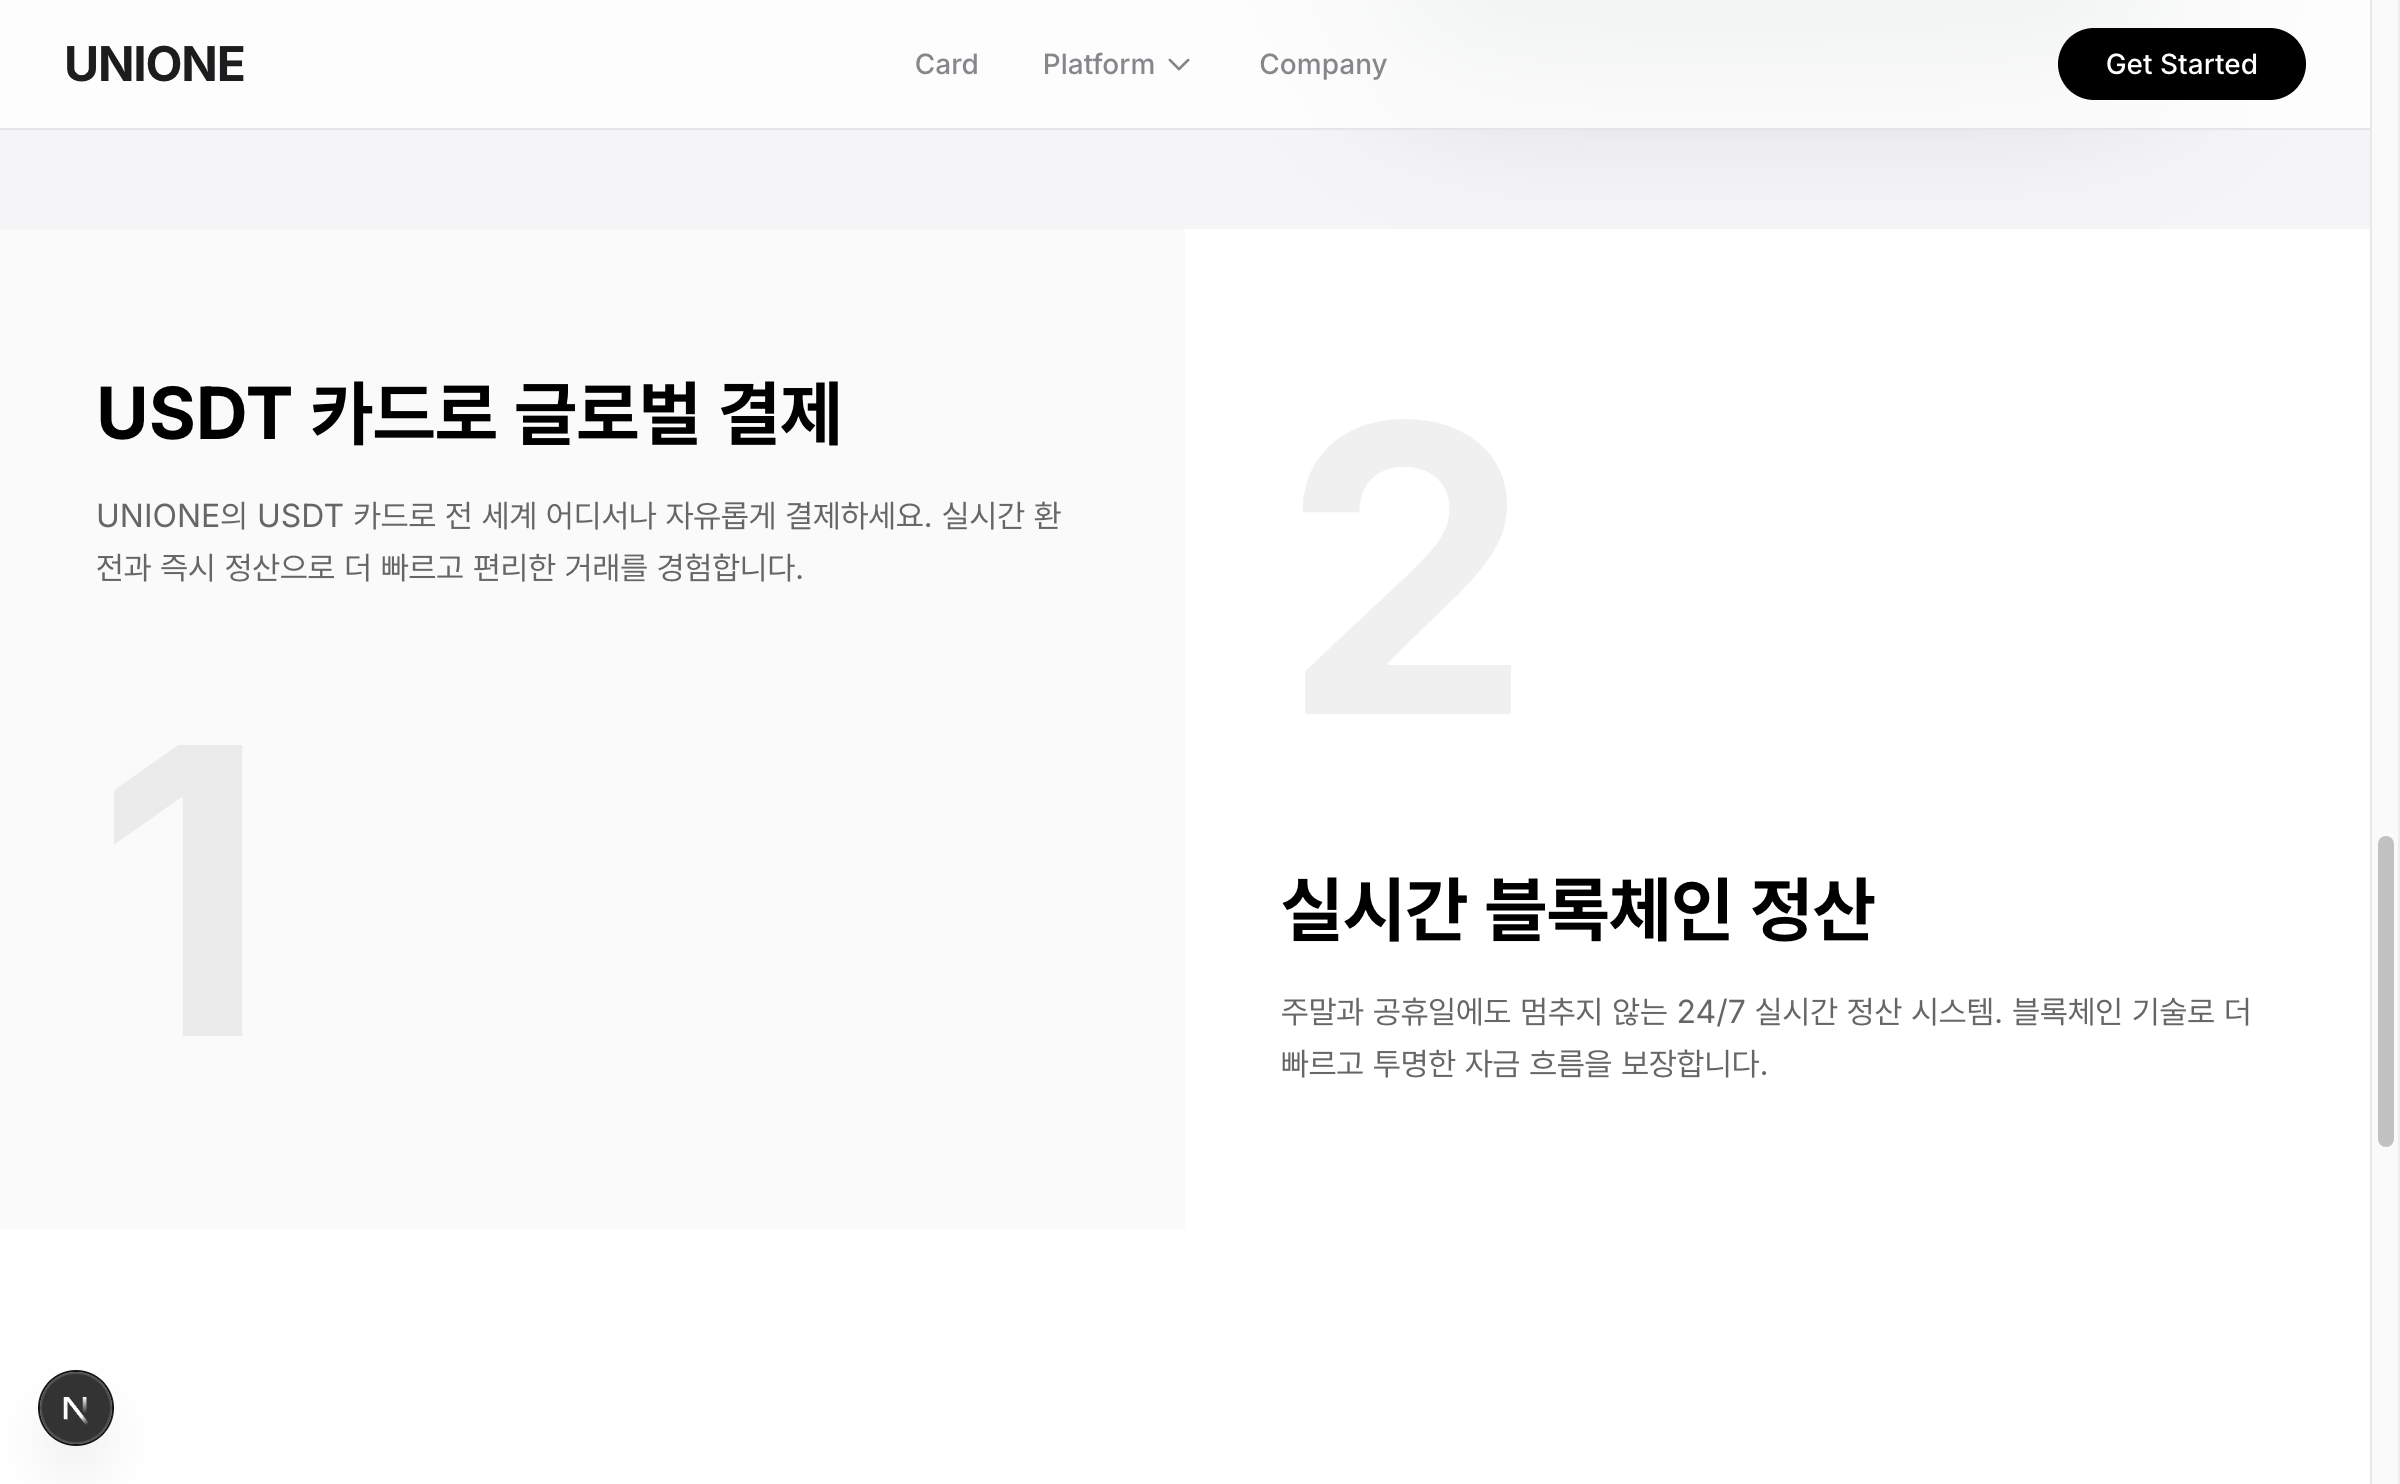 UNIONE
Card
Platform
Company
Get Started
USDT 카드로 글로벌 결제
UNIONE의 USDT 카드로 전 세계 어디서나 자유롭게 결제하세요. 실시간 환
전과 즉시 정산으로 더 빠르고 편리한 거래를 경험합니다.
1
2
실시간 블록체인 정산
주말과 공휴일에도 멈추지 않는 24/7 실시간 정산 시스템. 블록체인 기술로 더
빠르고 투명한 자금 흐름을 보장합니다.
N